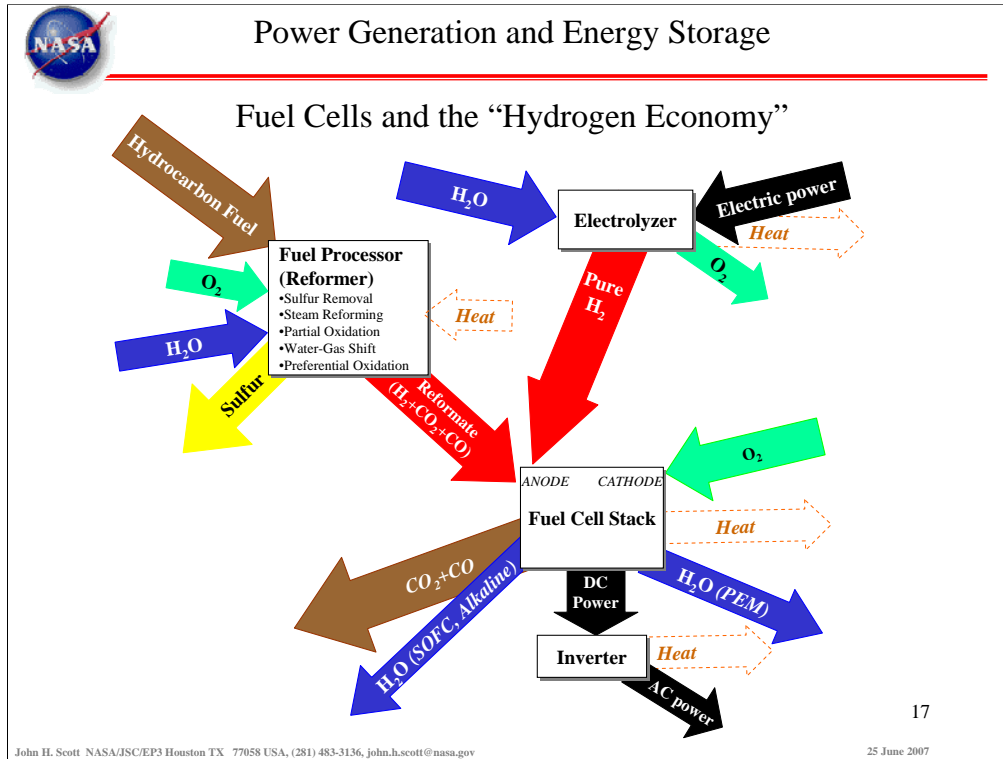 NASA
Power Generation and Energy Storage
Fuel Cells and the “Hydrogen Economy”
Hydrocarbon Fuel
H₂O
Electrolyzer
Electric power
Heat
O₂
Fuel Processor
(Reformer)
•Sulfur Removal
•Steam Reforming
•Partial Oxidation
•Water-Gas Shift
•Preferential Oxidation
O₂
H₂O
Heat
Sulfur
Pure
H₂
Reformate
(H₂+CO₂+CO)
O₂
ANODE CATHODE
Fuel Cell Stack
Heat
CO₂+CO
H₂O (SOFC, Alkaline)
DC
Power
H₂O (PEM)
Inverter
Heat
AC power
17
John H. Scott NASA/JSC/EP3 Houston TX 77058 USA, (281) 483-3136, john.h.scott@nasa.gov
25 June 2007